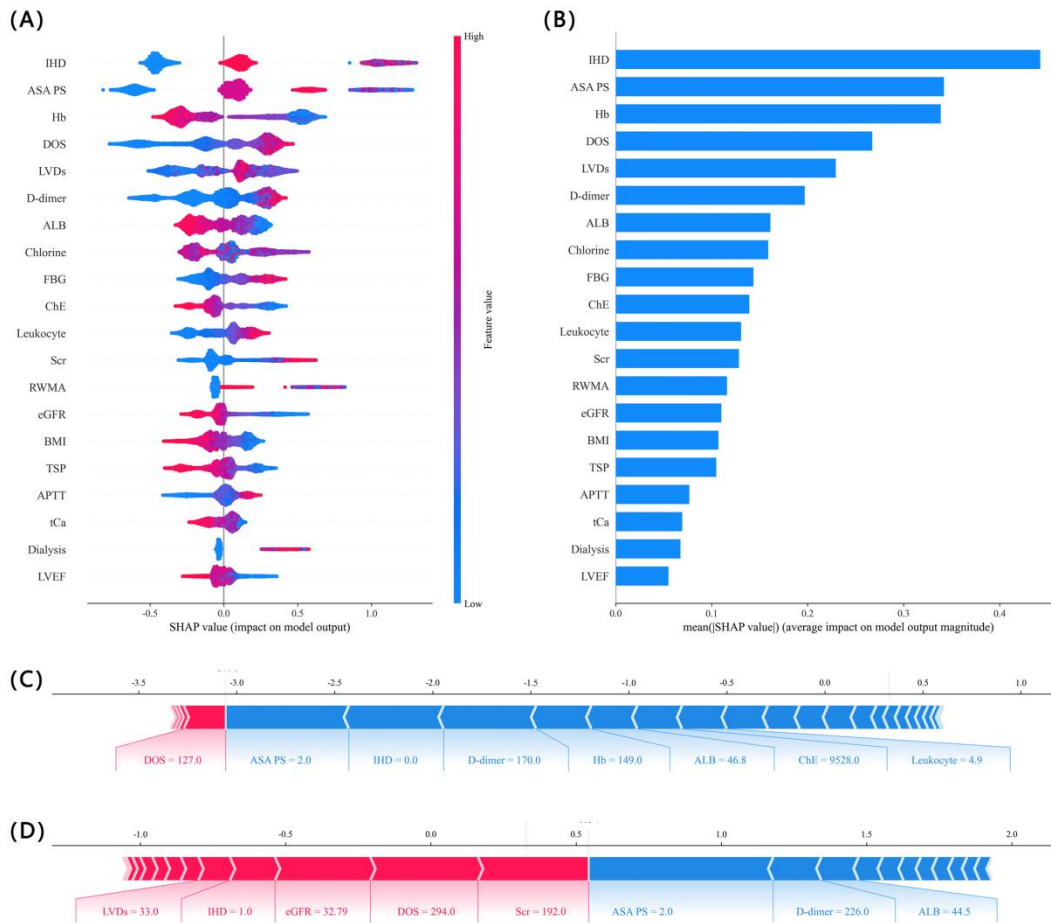 (A)
High
IHD
ASA PS
Hb
DOS
LVDs
D-dimer
ALB
Chlorine
FBG
ChE
Leukocyte
Scr
RWMA
eGFR
BMI
TSP
APTT
tCa
Dialysis
LVEF
Feature value
Low
-0.5 0.0 0.5 1.0
SHAP value (impact on model output)
(B)
IHD
ASA PS
Hb
DOS
LVDs
D-dimer
ALB
Chlorine
FBG
ChE
Leukocyte
Scr
RWMA
eGFR
BMI
TSP
APTT
tCa
Dialysis
LVEF
0.0 0.1 0.2 0.3 0.4
mean(|SHAP value|) (average impact on model output magnitude)
(C)
-3.5 -3.0 -2.5 -2.0 -1.5 -1.0 -0.5 0.0 0.5 1.0
DOS = 127.0 ASA PS = 2.0 IHD = 0.0 D-dimer = 170.0 Hb = 149.0 ALB = 46.8 ChE = 9528.0 Leukocyte = 4.9
(D)
-1.0 -0.5 0.0 0.5 1.0 1.5 2.0
LVDs = 33.0 IHD = 1.0 eGFR = 32.79 DOS = 294.0 Scr = 192.0 ASA PS = 2.0 D-dimer = 226.0 ALB = 44.5